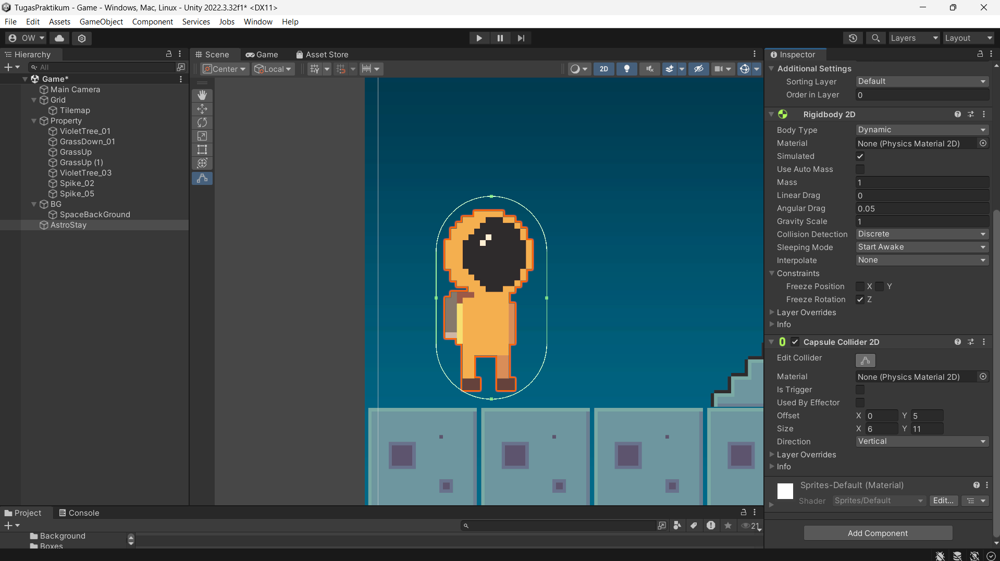 TugasPraktikum - Game - Windows, Mac, Linux - Unity 2022.3.32f1* <DX11>
File Edit Assets GameObject Component Services Jobs Window Help
OW
Layers
Layout
Hierarchy
All
Game*
Main Camera
Grid
Tilemap
Property
VioletTree_01
GrassDown_01
GrassUp
GrassUp (1)
VioletTree_03
Spike_02
Spike_05
BG
SpaceBackGround
AstroStay
Scene Game Asset Store
Center Local 2D
Inspector
Additional Settings
Sorting Layer Default
Order in Layer 0
Rigidbody 2D
Body Type Dynamic
Material None (Physics Material 2D)
Simulated
Use Auto Mass
Mass 1
Linear Drag 0
Angular Drag 0.05
Gravity Scale 1
Collision Detection Discrete
Sleeping Mode Start Awake
Interpolate None
Constraints
Freeze Position X Y
Freeze Rotation Z
Layer Overrides
Info
Capsule Collider 2D
Edit Collider
Material None (Physics Material 2D)
Is Trigger
Used By Effector
Offset X 0 Y 5
Size X 6 Y 11
Direction Vertical
Layer Overrides
Info
Sprites-Default (Material)
Shader Sprites/Default Edit...
Add Component
Project Console
21
Background
Boxes